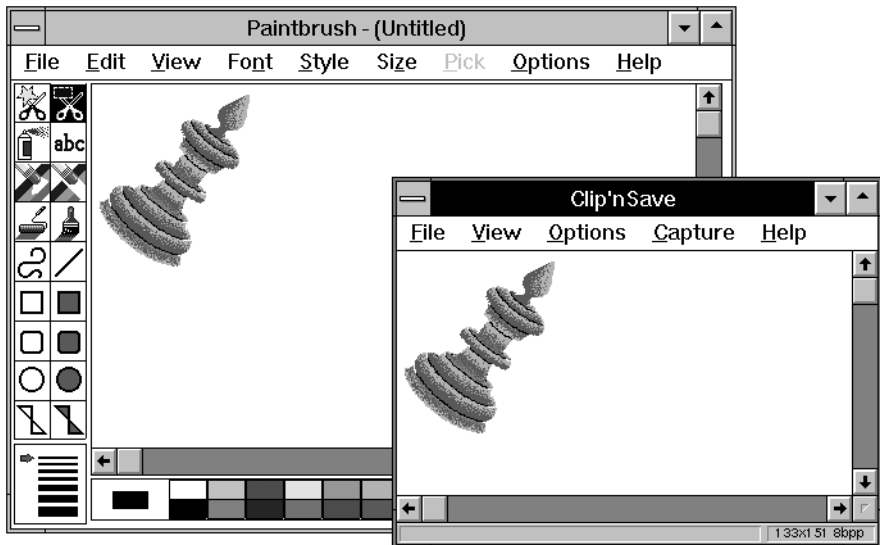 Paintbrush - (Untitled)
File Edit View Font Style Size Pick Options Help
abc
Clip'nSave
File View Options Capture Help
133x151 8bpp